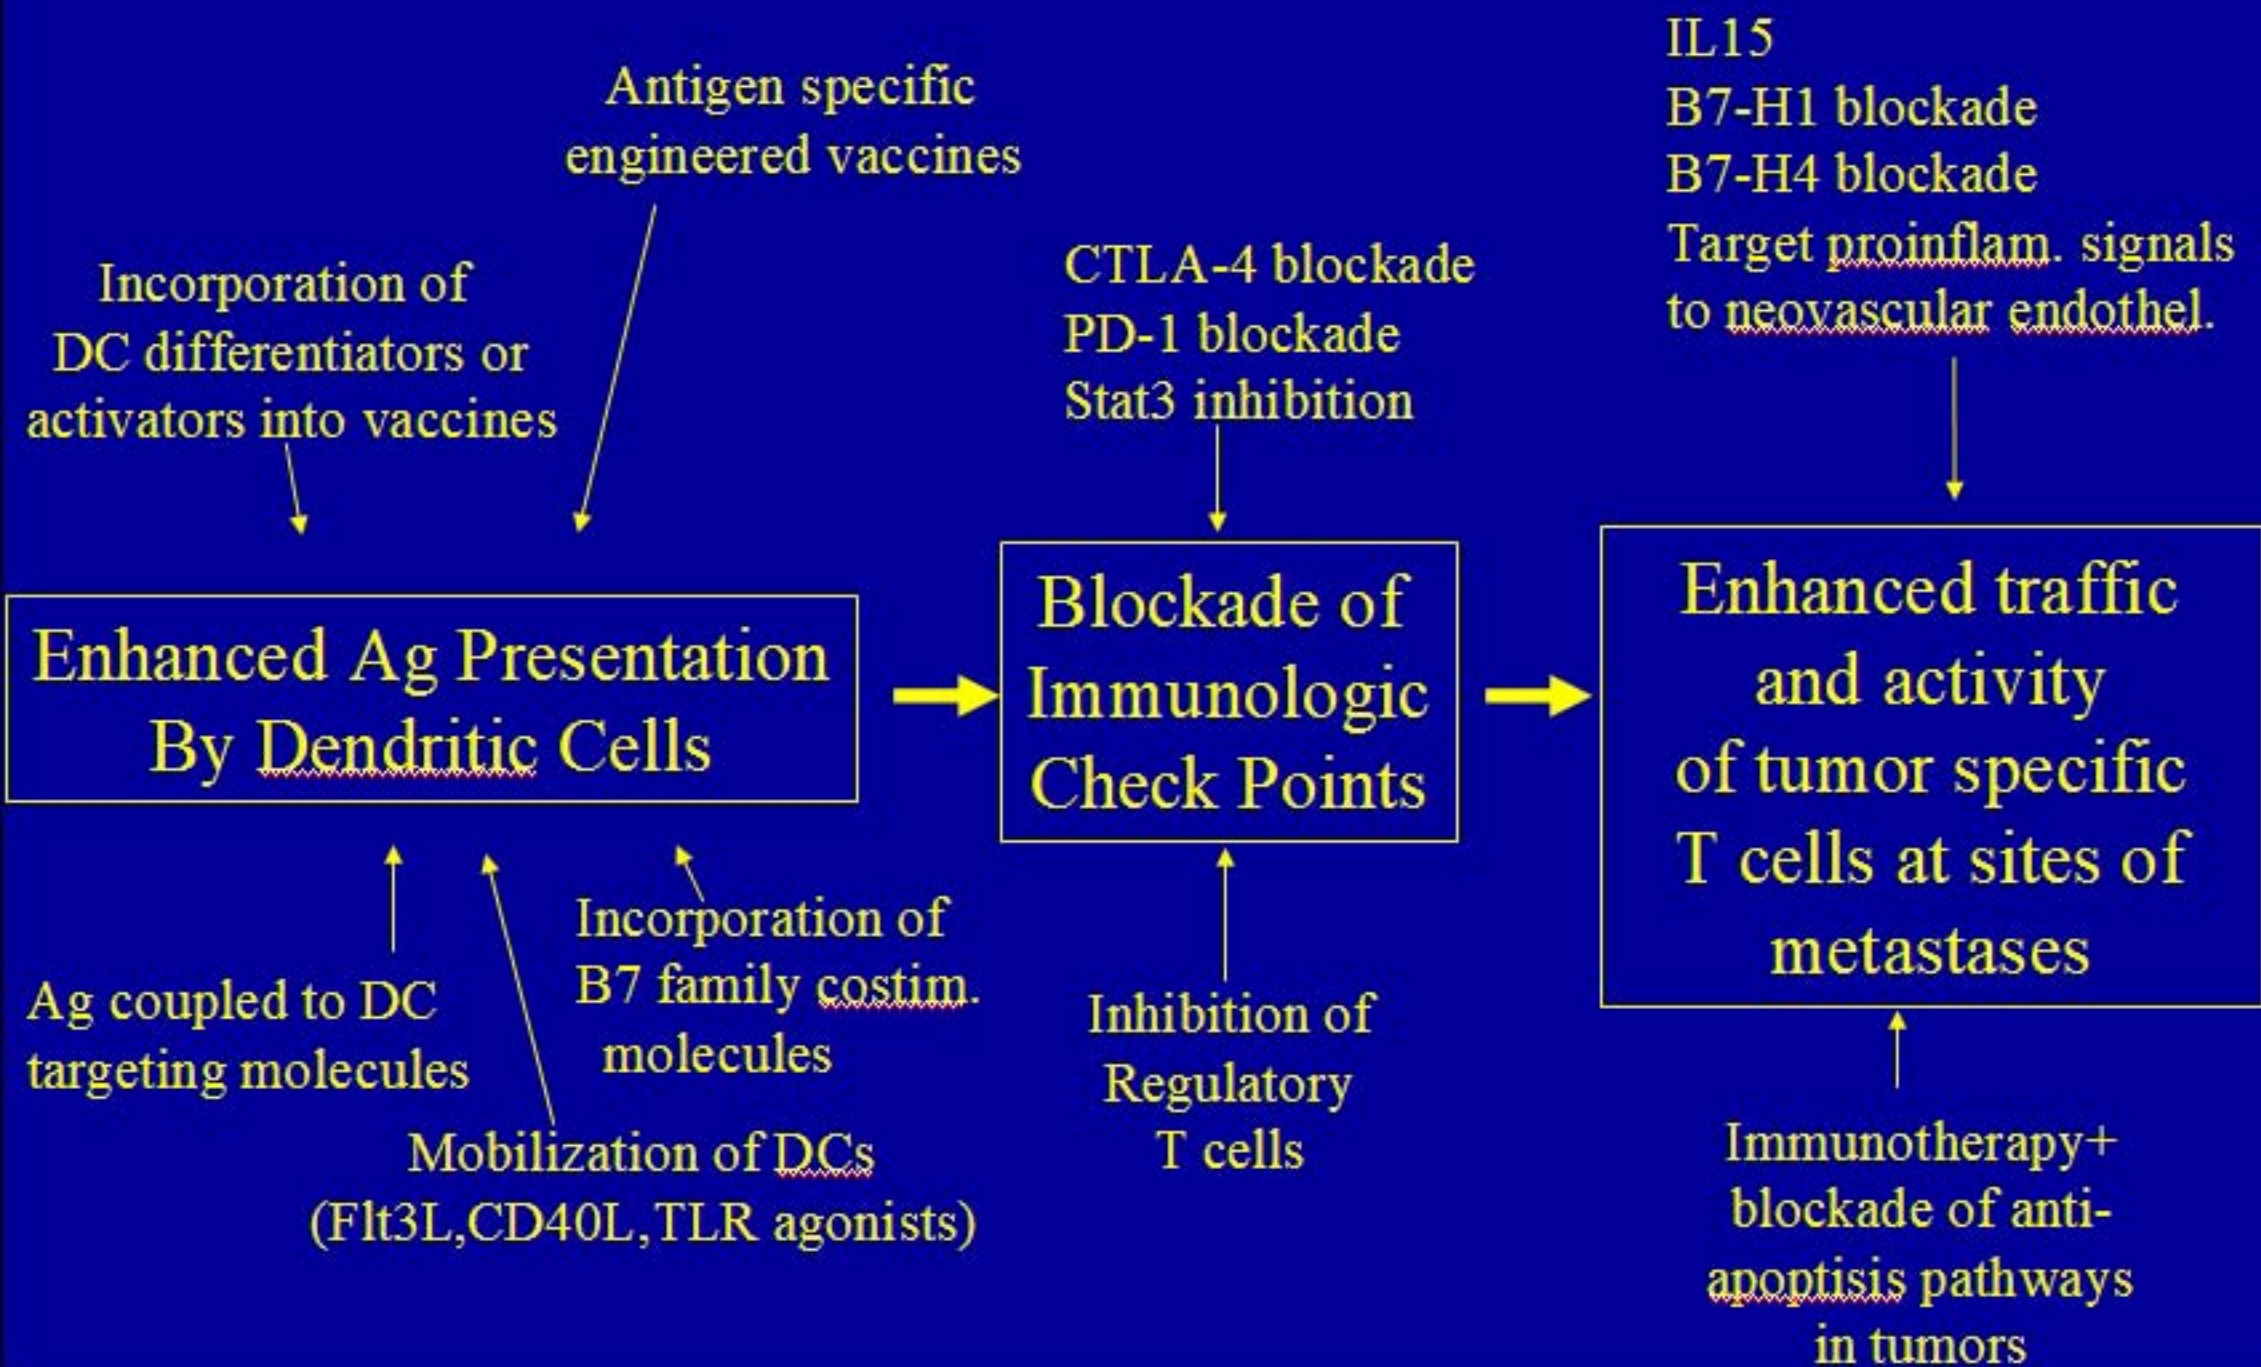 Antigen specific
engineered vaccines
Incorporation of
DC differentiators or
activators into vaccines
CTLA-4 blockade
PD-1 blockade
Stat3 inhibition
IL15
B7-H1 blockade
B7-H4 blockade
Target proinflam. signals
to neovascular endothel.
Enhanced Ag Presentation
By Dendritic Cells
Blockade of
Immunologic
Check Points
Enhanced traffic
and activity
of tumor specific
T cells at sites of
metastases
Ag coupled to DC
targeting molecules
Mobilization of DCs
(Flt3L,CD40L,TLR agonists)
Incorporation of
B7 family costim.
molecules
Inhibition of
Regulatory
T cells
Immunotherapy+
blockade of anti-
apoptisis pathways
in tumors